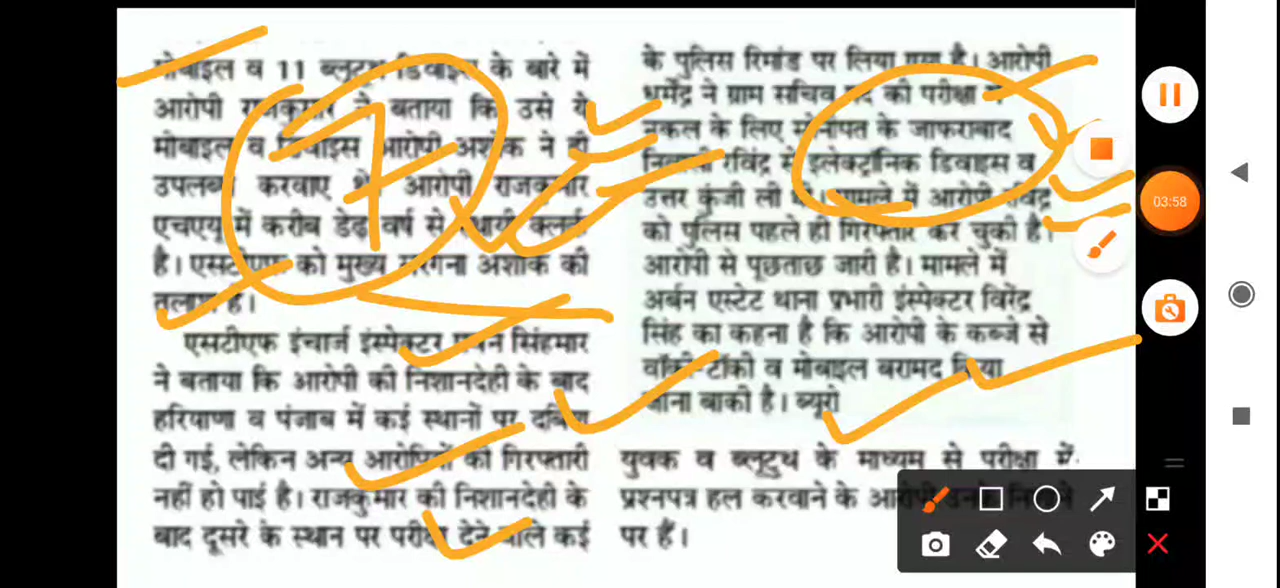 मोबाइल व 11 ब्लूटूथ डिवाइस के बारे में
आरोपी राजकुमार ने बताया कि उसे ये
मोबाइल व डिवाइस आरोपी अशोक ने ही
उपलब्ध करवाए थे। आरोपी राजकुमार
एचएयू में करीब डेढ़ वर्ष से स्थायी क्लर्क
है। एसटीएफ को मुख्य सरगना अशोक की
तलाश है।
एसटीएफ इंचार्ज इंस्पेक्टर पवन सिंहमार
ने बताया कि आरोपी की निशानदेही के बाद
हरियाणा व पंजाब में कई स्थानों पर दबिश
दी गई, लेकिन अन्य आरोपियों की गिरफ्तारी
नहीं हो पाई है। राजकुमार की निशानदेही के
बाद दूसरे के स्थान पर परीक्षा देने वाले कई
के पुलिस रिमांड पर लिया गया है। आरोपी
धर्मेंद्र ने ग्राम सचिव पद की परीक्षा में
नकल के लिए के जाफराबाद
निवासी रविंद्र से इलेक्ट्रॉनिक डिवाइस व
उत्तर कुंजी ली थी। मामले में आरोपी रविंद्र
को पुलिस पहले ही गिरफ्तार कर चुकी है।
आरोपी से पूछताछ जारी है। मामले में
अर्बन एस्टेट थाना प्रभारी इंस्पेक्टर विरेंद्र
सिंह का कहना है कि आरोपी के कब्जे से
वॉकी-टॉकी व मोबाइल बरामद किया
जाना बाकी है। ब्यूरो
युवक व ब्लूटुथ के माध्यम से परीक्षा में
प्रश्नपत्र हल करवाने के आरोपी उनके
पर हैं।
7
03:58